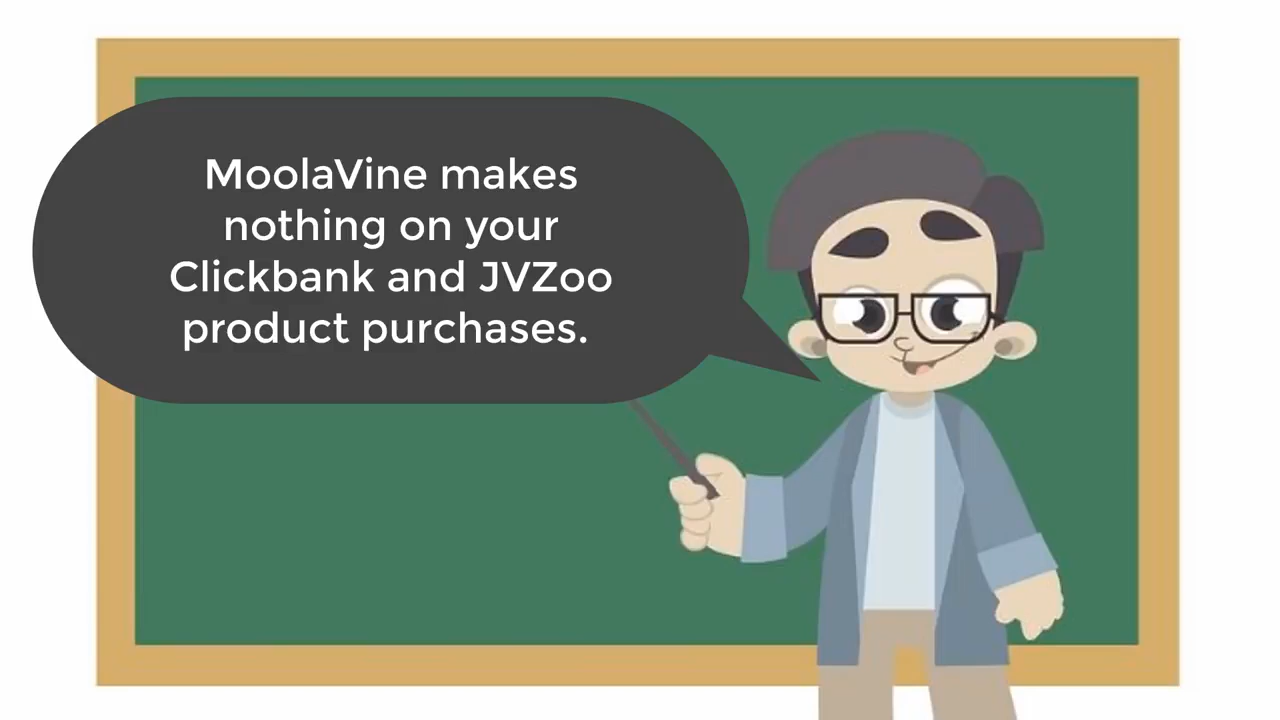 MoolaVine makes
nothing on your
Clickbank and JVZoo
product purchases.